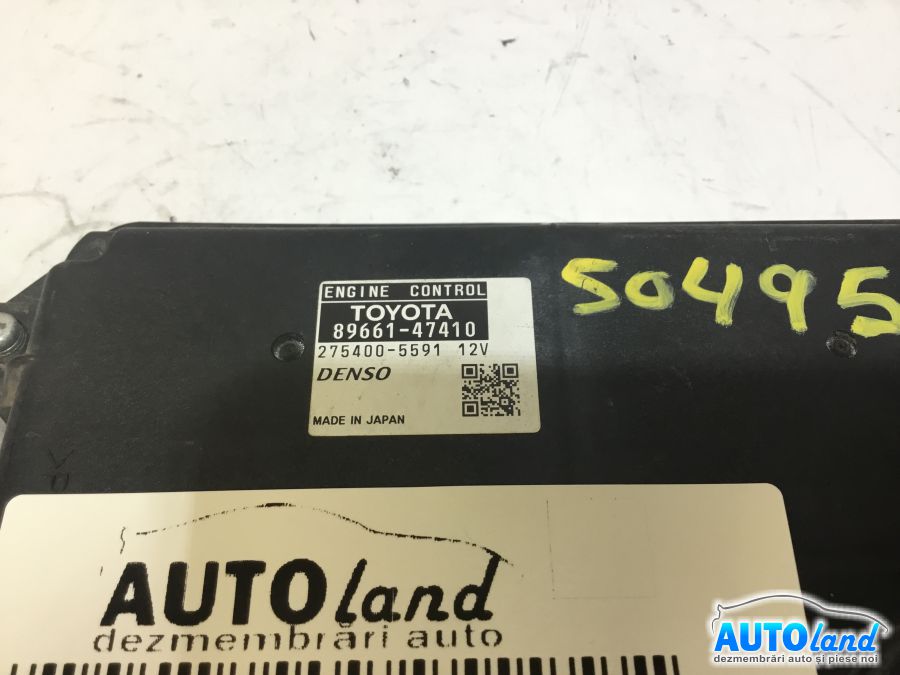 ENGINE CONTROL
TOYOTA
89661-47410
275400-5591 12V
DENSO
MADE IN JAPAN
S0495
AUTOland
dezmembrări auto
AUTOland
dezmembrări auto și piese noi